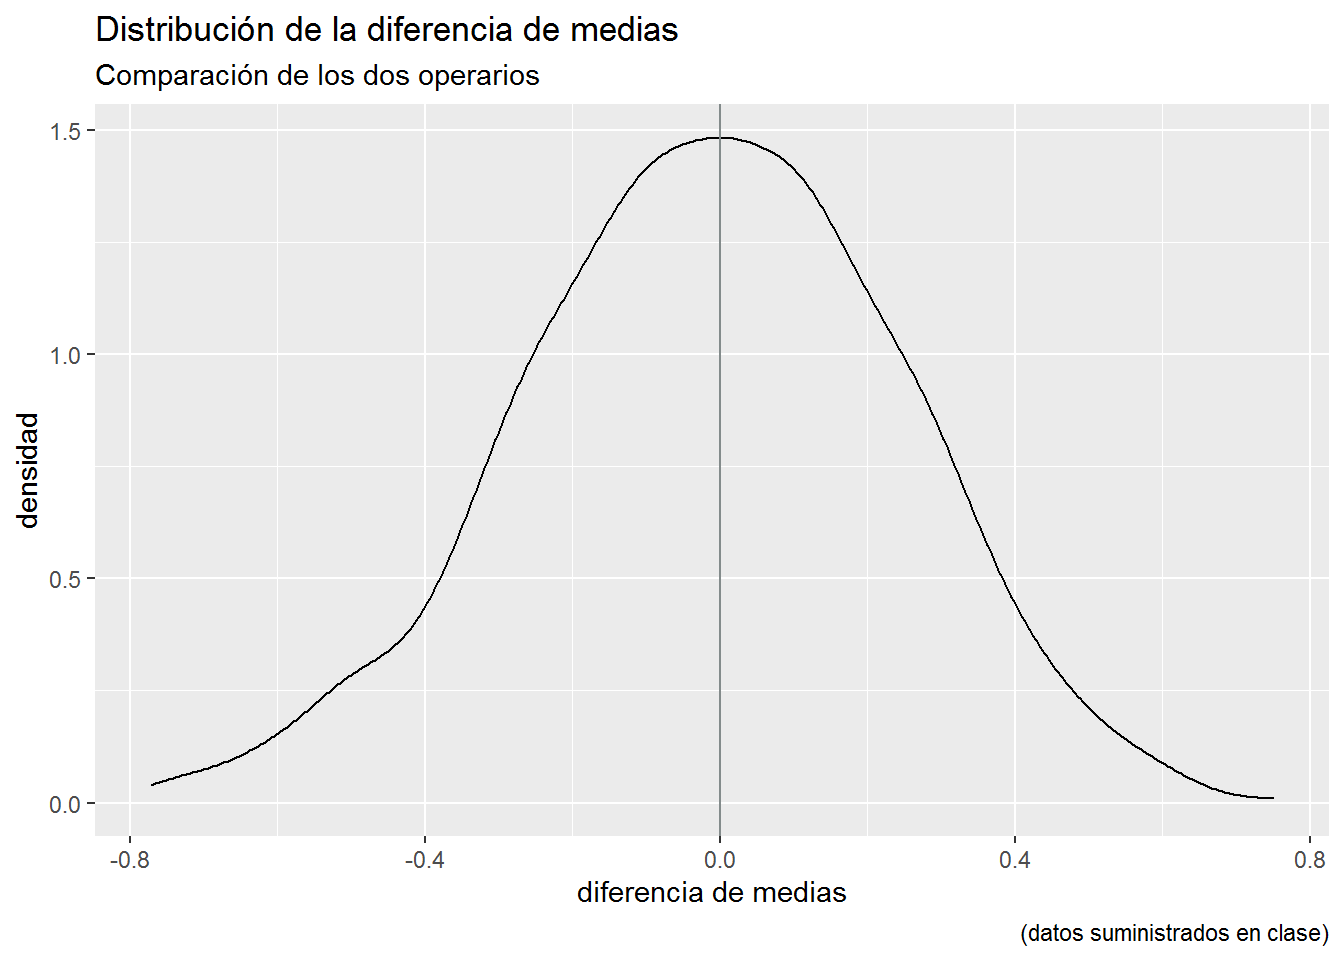 Distribución de la diferencia de medias
Comparación de los dos operarios
1.5
1.0
0.5
0.0
densidad
-0.8
-0.4
0.0
0.4
0.8
diferencia de medias
(datos suministrados en clase)